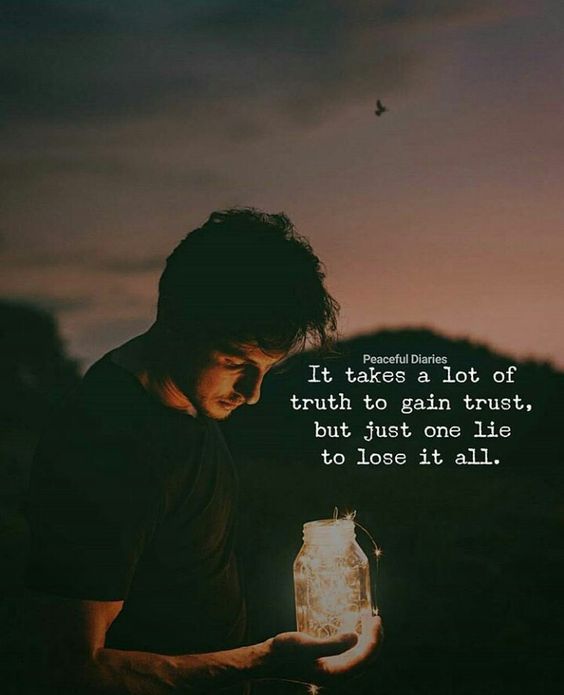 Peaceful Diaries
It takes a lot of
truth to gain trust,
but just one lie
to lose it all.